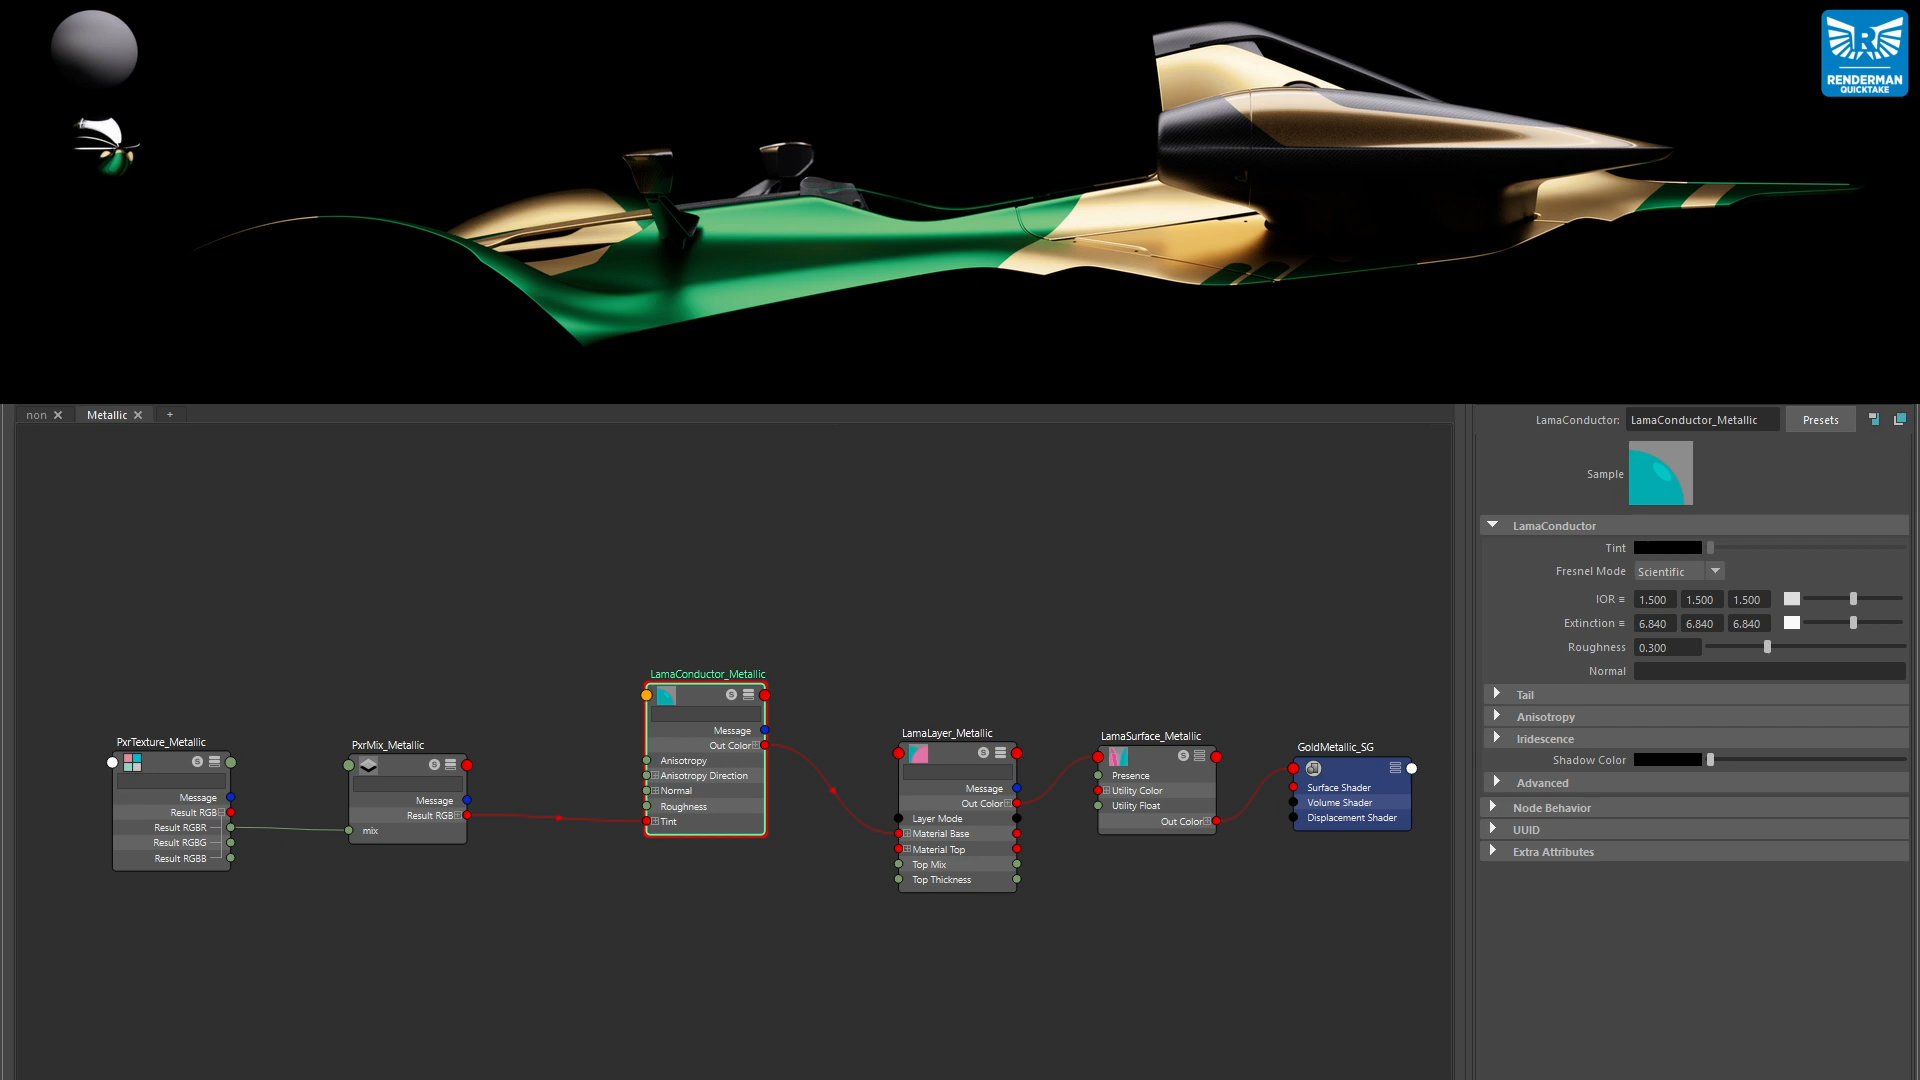 RENDERMAN
QUICKTAKE
non
Metallic
+
LamaConductor: LamaConductor_Metallic Presets
Sample
LamaConductor
Tint
Fresnel Mode Scientific
IOR 1.500 1.500 1.500
Extinction 6.840 6.840 6.840
Roughness 0.300
Normal
Tail
Anisotropy
Iridescence
Shadow Color
Advanced
Node Behavior
UUID
Extra Attributes
PxrTexture_Metallic
S
Message
Result RGB
Result RGBR
Result RGBG
Result RGBB
PxrMix_Metallic
S
Message
Result RGB
mix
LamaConductor_Metallic
S
Message
Out Color
Anisotropy
Anisotropy Direction
Normal
Roughness
Tint
LamaLayer_Metallic
S
Message
Out Color
Layer Mode
Material Base
Material Top
Top Mix
Top Thickness
LamaSurface_Metallic
S
Presence
Utility Color
Utility Float
Out Color
GoldMetallic_SG
Surface Shader
Volume Shader
Displacement Shader